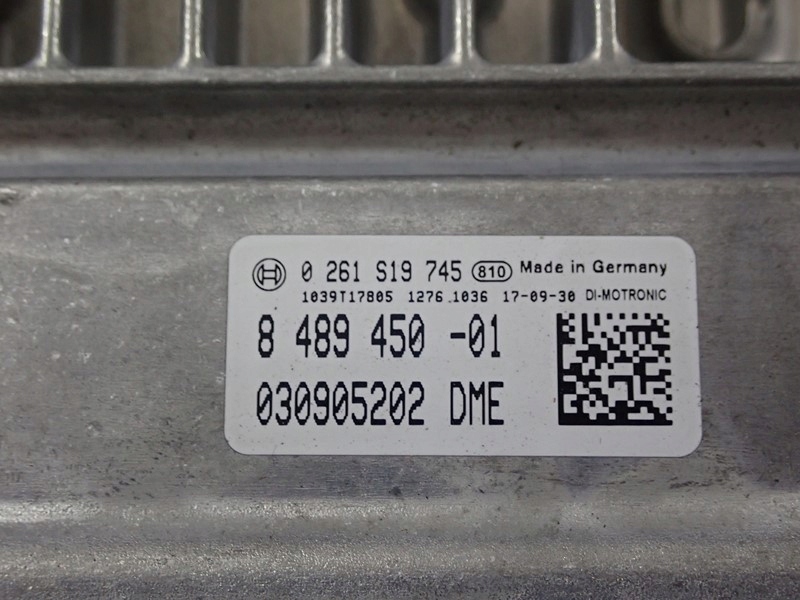 0 261 S19 745 810 Made in Germany
1039T17805 1276.1036 17-09-30 DI-MOTRONIC
8 489 450 -01
030905202 DME